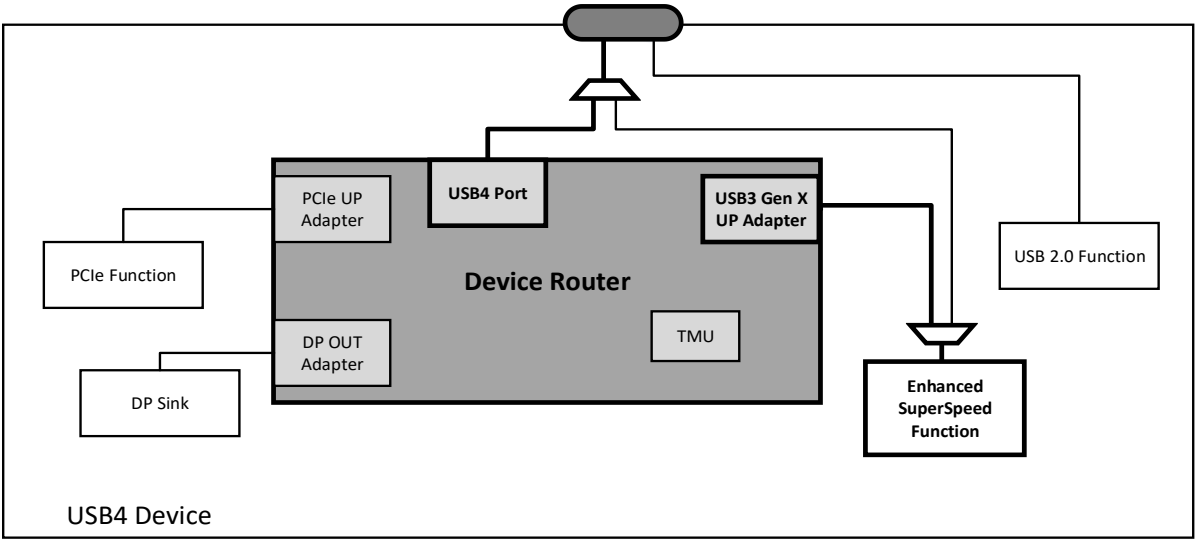 PCIe UP
Adapter
USB4 Port
USB3 Gen X
UP Adapter
PCIe Function
Device Router
USB 2.0 Function
DP OUT
Adapter
TMU
DP Sink
Enhanced
SuperSpeed
Function
USB4 Device